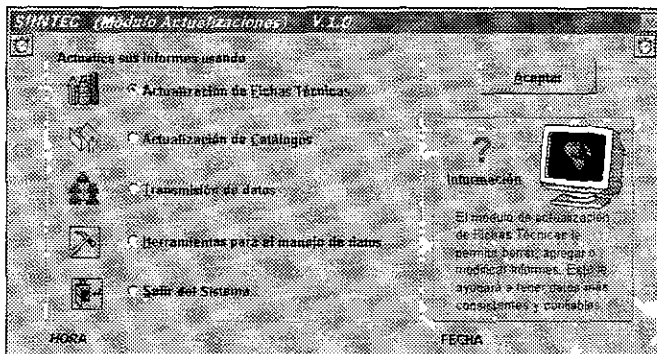 SIINTEC (Módulo Actualizaciones) V 1.0
Actualice sus informes usando
Actualización de Fichas Técnicas
Actualización de Catálogos
Transmisión de datos
Herramientas para el manejo de datos
Salir del Sistema
Aceptar
?
Información
El módulo de actualización
de Fichas Técnicas le
permite borrar, agregar o
modificar informes. Esto le
ayudará a tener datos más
consistentes y confiables.
HORA
FECHA